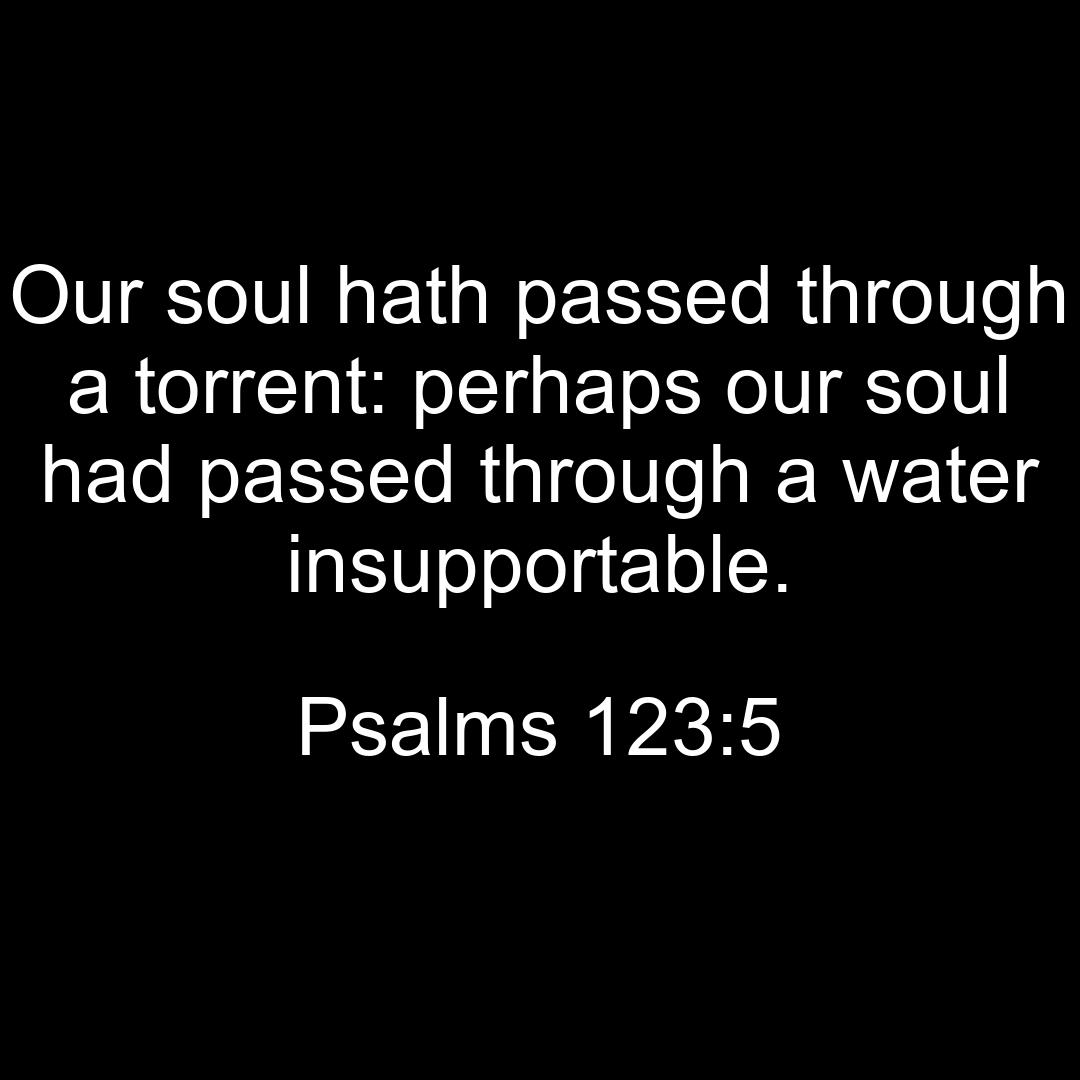 Our soul hath passed through
a torrent: perhaps our soul
had passed through a water
insupportable.
Psalms 123:5